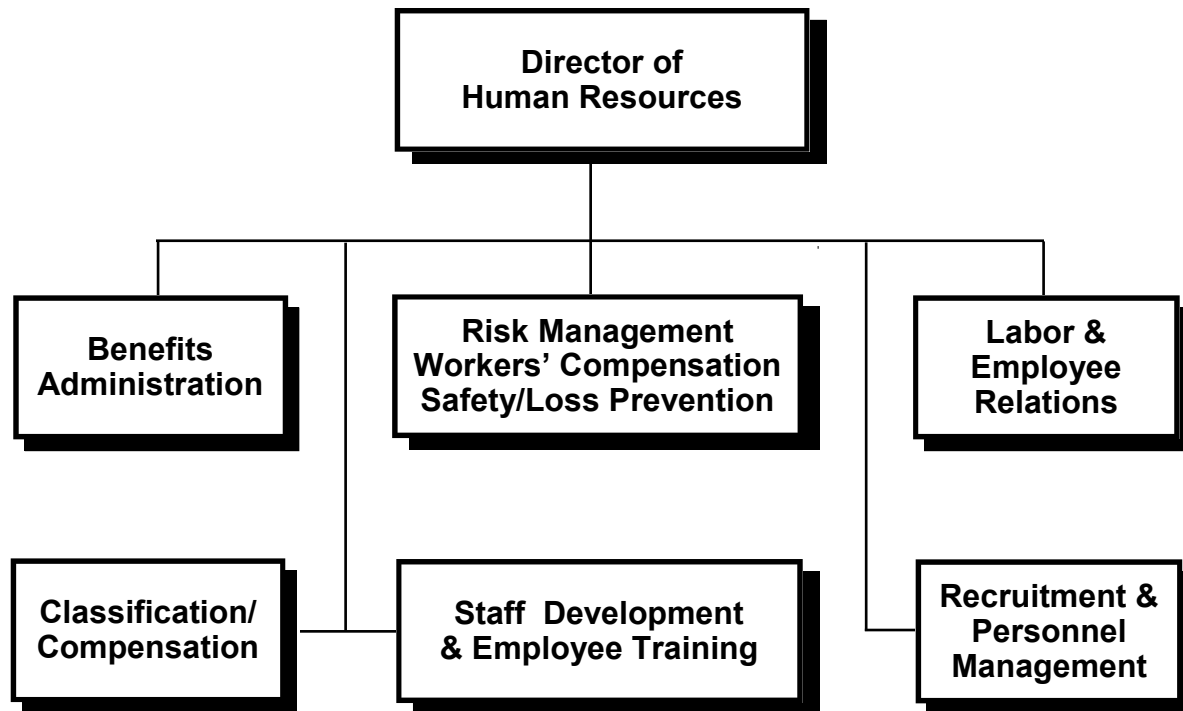 Director of
Human Resources
Benefits
Administration
Risk Management
Workers’ Compensation
Safety/Loss Prevention
Labor &
Employee
Relations
Classification/
Compensation
Staff Development
& Employee Training
Recruitment &
Personnel
Management